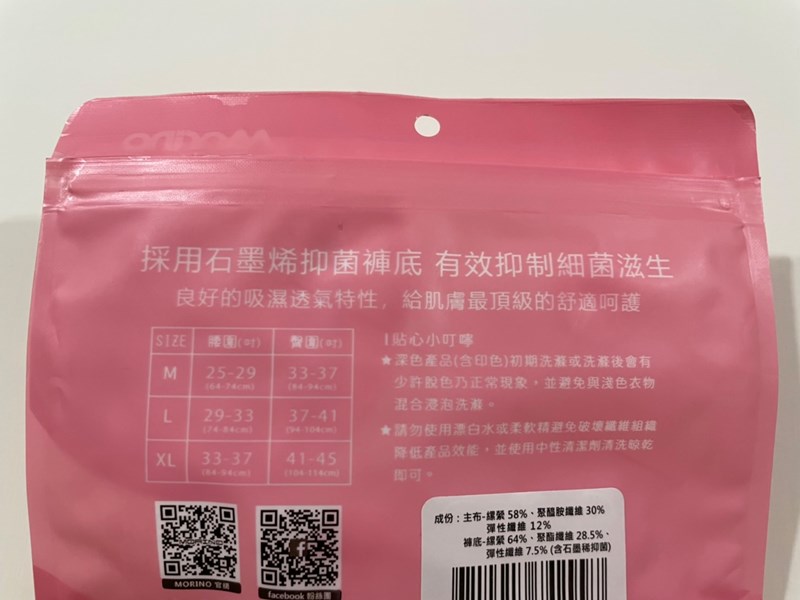 採用石墨烯抑菌褲底 有效抑制細菌滋生
良好的吸濕透氣特性，給肌膚最頂級的舒適呵護
SIZE 腰圍(吋) 臀圍(吋)
M 25-29 33-37
(64-74cm) (84-94cm)
L 29-33 37-41
(74-84cm) (94-104cm)
XL 33-37 41-45
(84-94cm) (104-114cm)
貼心小叮嚀
★深色產品(含印色)初期洗滌或洗滌後會有
少許脫色乃正常現象，並避免與淺色衣物
混合浸泡洗滌。
★請勿使用漂白水或柔軟精避免破壞纖維組織
降低產品效能，並使用中性清潔劑清洗晾乾
即可。
MORINO 官網
facebook 粉絲團
成份：主布-縲縈 58%、聚醯胺纖維 30%
彈性纖維 12%
褲底-縲縈 64%、聚酯纖維 28.5%、
彈性纖維 7.5% (含石墨稀抑菌)